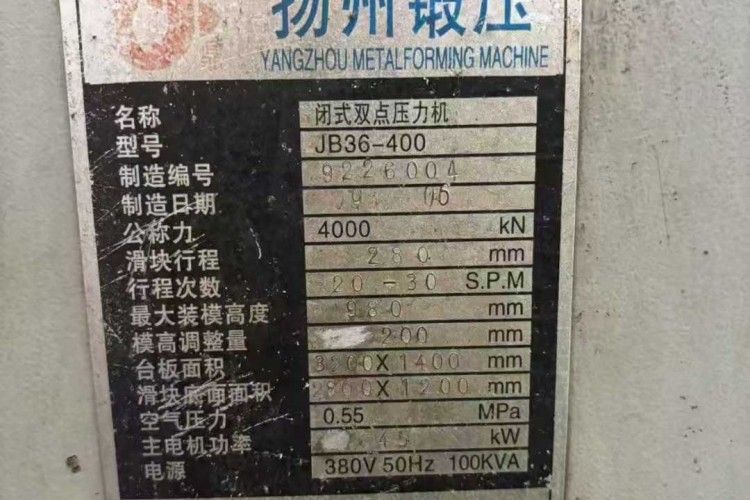 扬州锻压
YANGZHOU METALFORMING MACHINE
名称 闭式双点压力机
型号 JB36-400
制造编号 9226004
制造日期 06
公称力 4000 kN
滑块行程 280 mm
行程次数 20-30 S.P.M
最大装模高度 980 mm
模高调整量 200 mm
台板面积 3200X1400 mm
滑块底面面积 2800X1200 mm
空气压力 0.55 MPa
主电机功率 45 kW
电源 380V 50Hz 100KVA